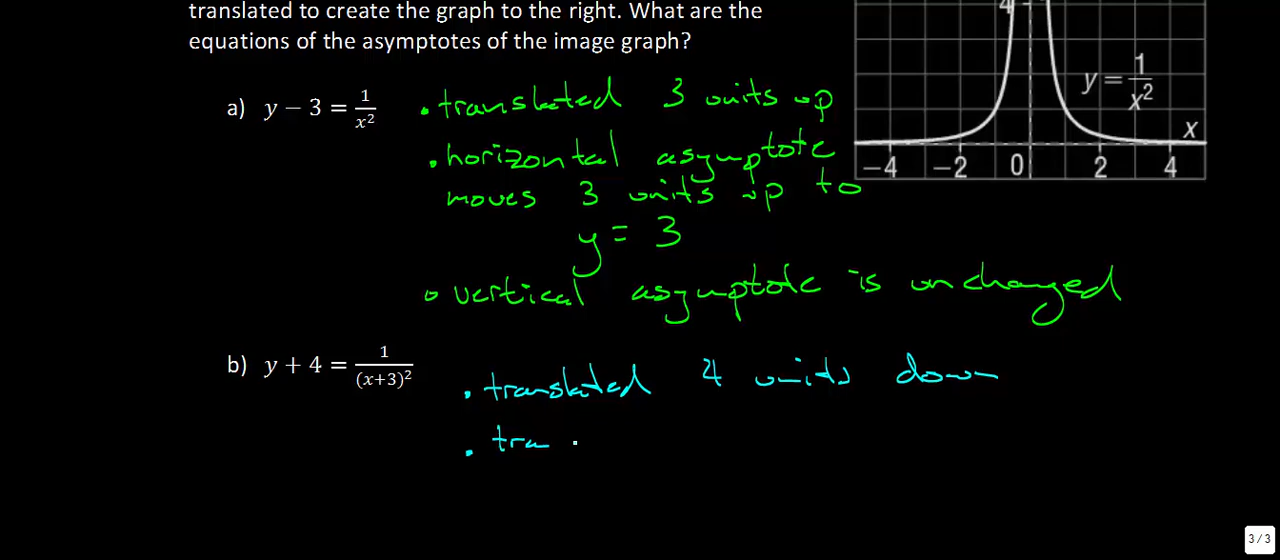 translated to create the graph to the right. What are the
equations of the asymptotes of the image graph?
a) y − 3 = 1/x²
• translated 3 units up
• horizontal asymptote
moves 3 units up to
y = 3
• vertical asymptote is unchanged
b) y + 4 = 1/(x+3)²
• translated 4 units down
• tra
4
y = 1/x²
x
−4 −2 0 2 4
3 / 3